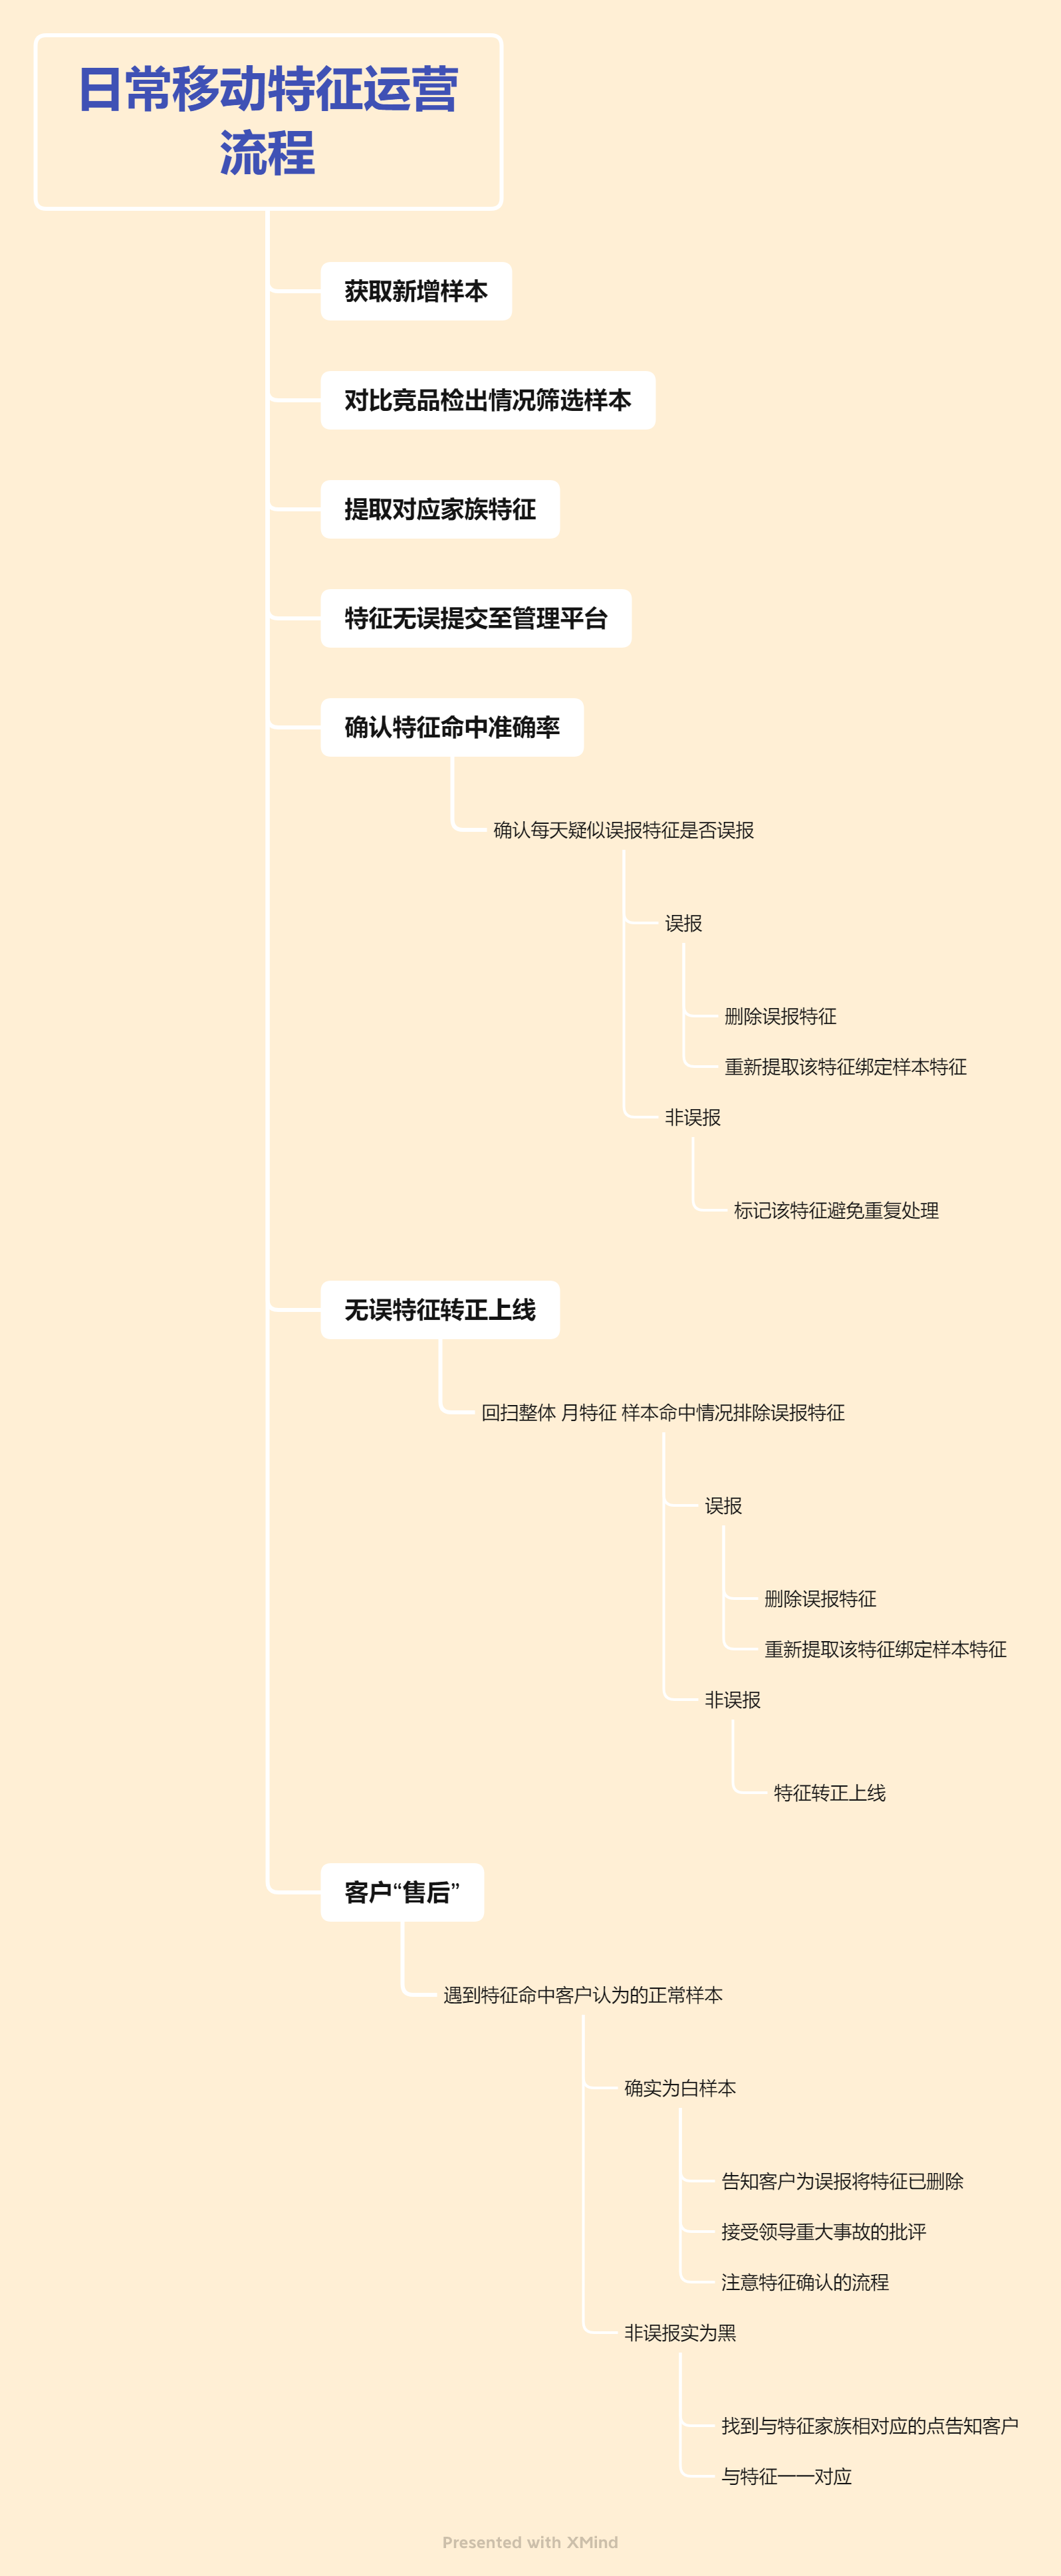 日常移动特征运营
流程
获取新增样本
对比竞品检出情况筛选样本
提取对应家族特征
特征无误提交至管理平台
确认特征命中准确率
确认每天疑似误报特征是否误报
误报
删除误报特征
重新提取该特征绑定样本特征
非误报
标记该特征避免重复处理
无误特征转正上线
回扫整体 月特征 样本命中情况排除误报特征
误报
删除误报特征
重新提取该特征绑定样本特征
非误报
特征转正上线
客户“售后”
遇到特征命中客户认为的正常样本
确实为白样本
告知客户为误报将特征已删除
接受领导重大事故的批评
注意特征确认的流程
非误报实为黑
找到与特征家族相对应的点告知客户
与特征一一对应
Presented with XMind